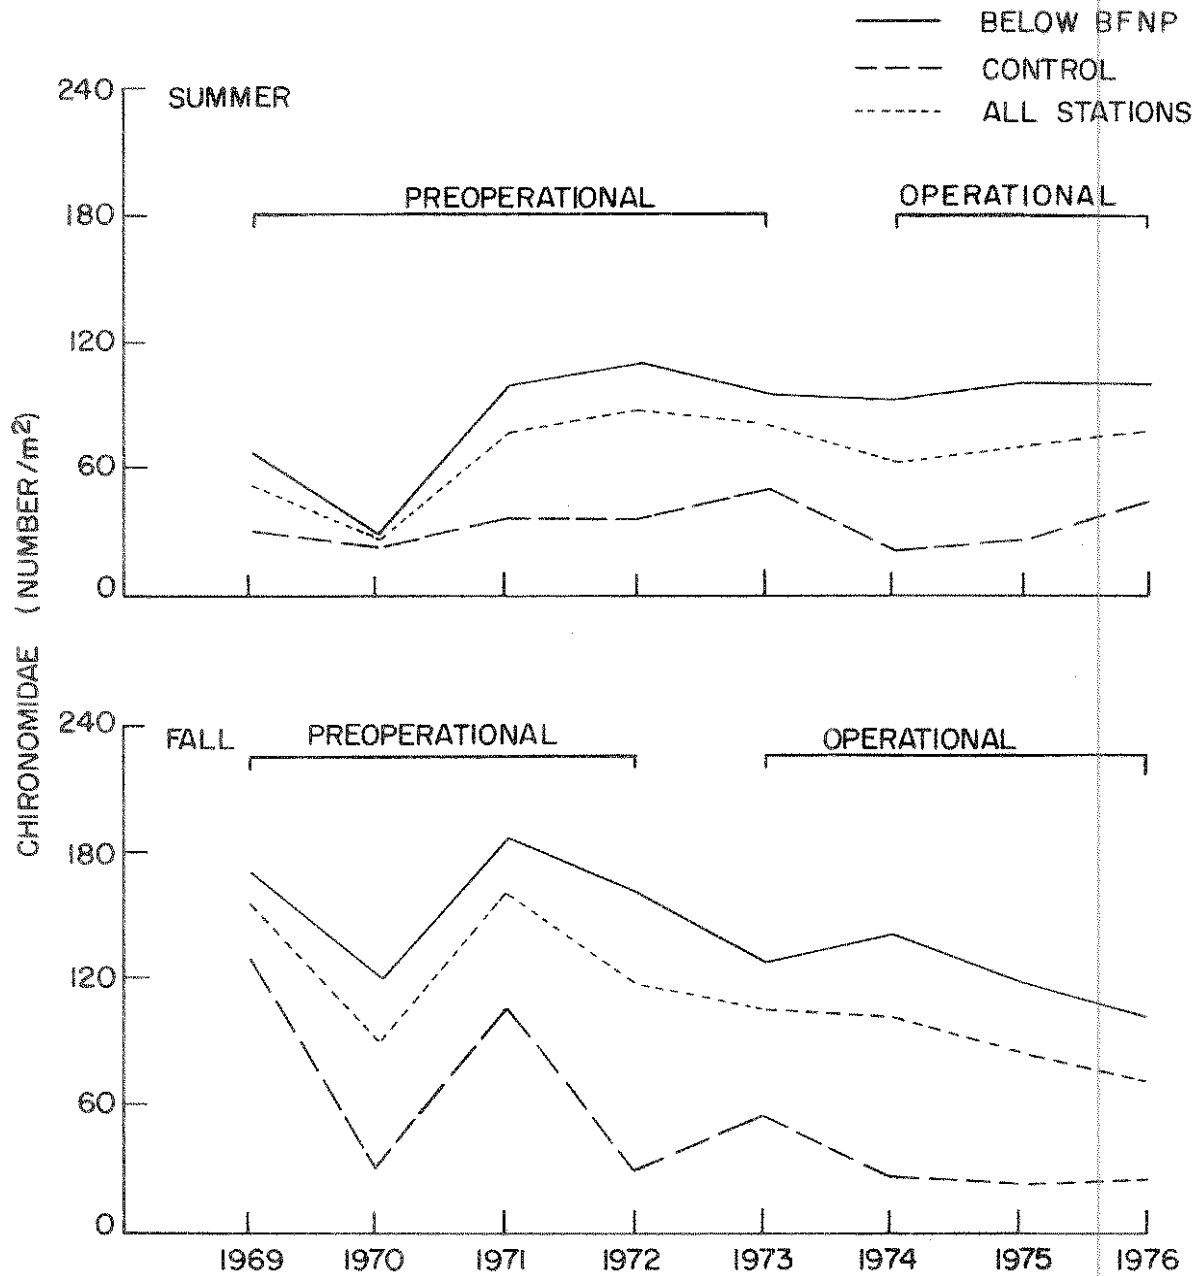 BELOW BFNP
CONTROL
ALL STATIONS
240
SUMMER
PREOPERATIONAL
OPERATIONAL
180
120
60
0
CHIRONOMIDAE (NUMBER/m²)
240
FALL
PREOPERATIONAL
OPERATIONAL
180
120
60
0
1969 1970 1971 1972 1973 1974 1975 1976